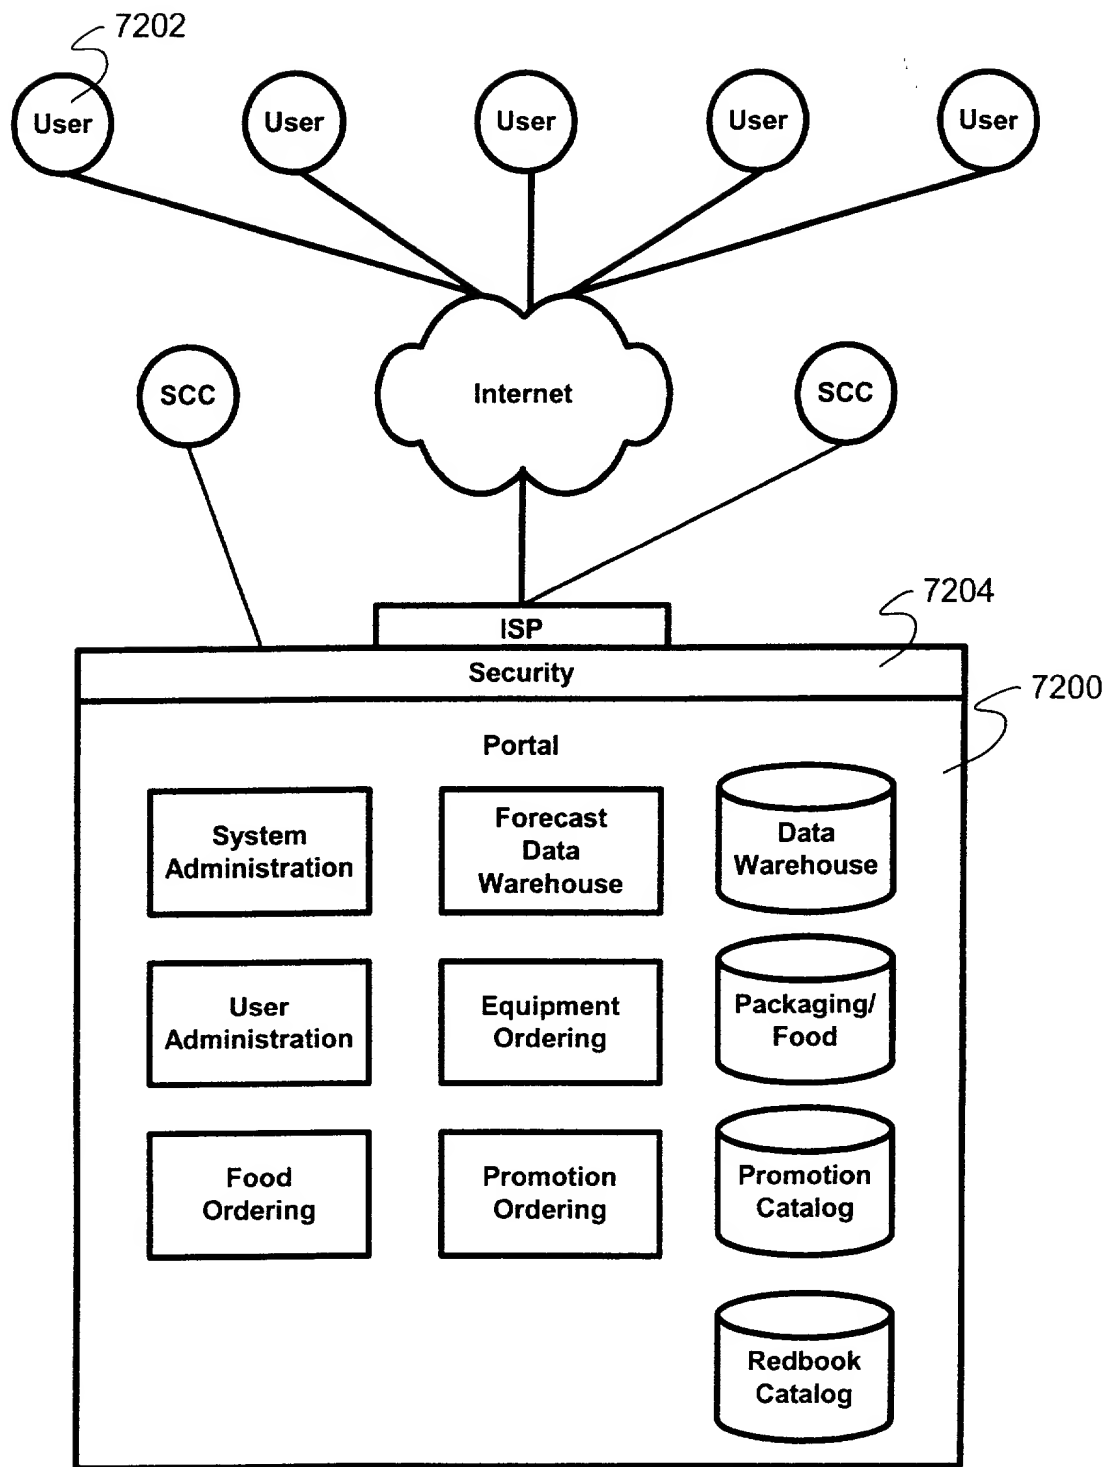 7202
User
User
User
User
User
SCC
Internet
SCC
7204
ISP
Security
7200
Portal
System
Administration
Forecast
Data
Warehouse
Data
Warehouse
User
Administration
Equipment
Ordering
Packaging/
Food
Food
Ordering
Promotion
Ordering
Promotion
Catalog
Redbook
Catalog